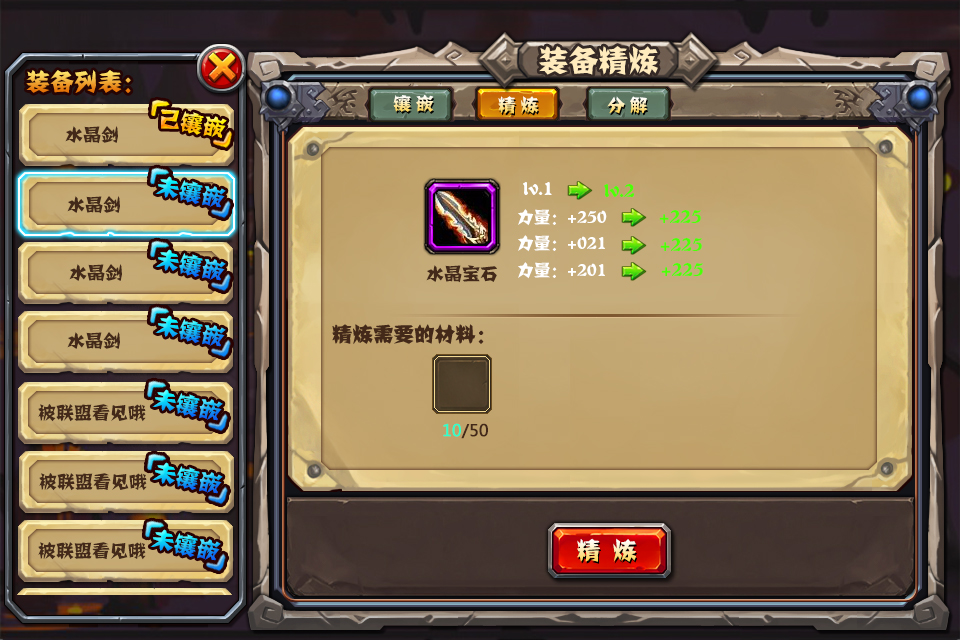 装备列表：
水晶剑
已镶嵌
水晶剑
未镶嵌
水晶剑
未镶嵌
水晶剑
未镶嵌
被联盟看见哦
未镶嵌
被联盟看见哦
未镶嵌
被联盟看见哦
未镶嵌
装备精炼
镶嵌 精炼 分解
lv.1 lv.2
力量：+250 +225
力量：+021 +225
力量：+201 +225
水晶宝石
精炼需要的材料：
10/50
精炼